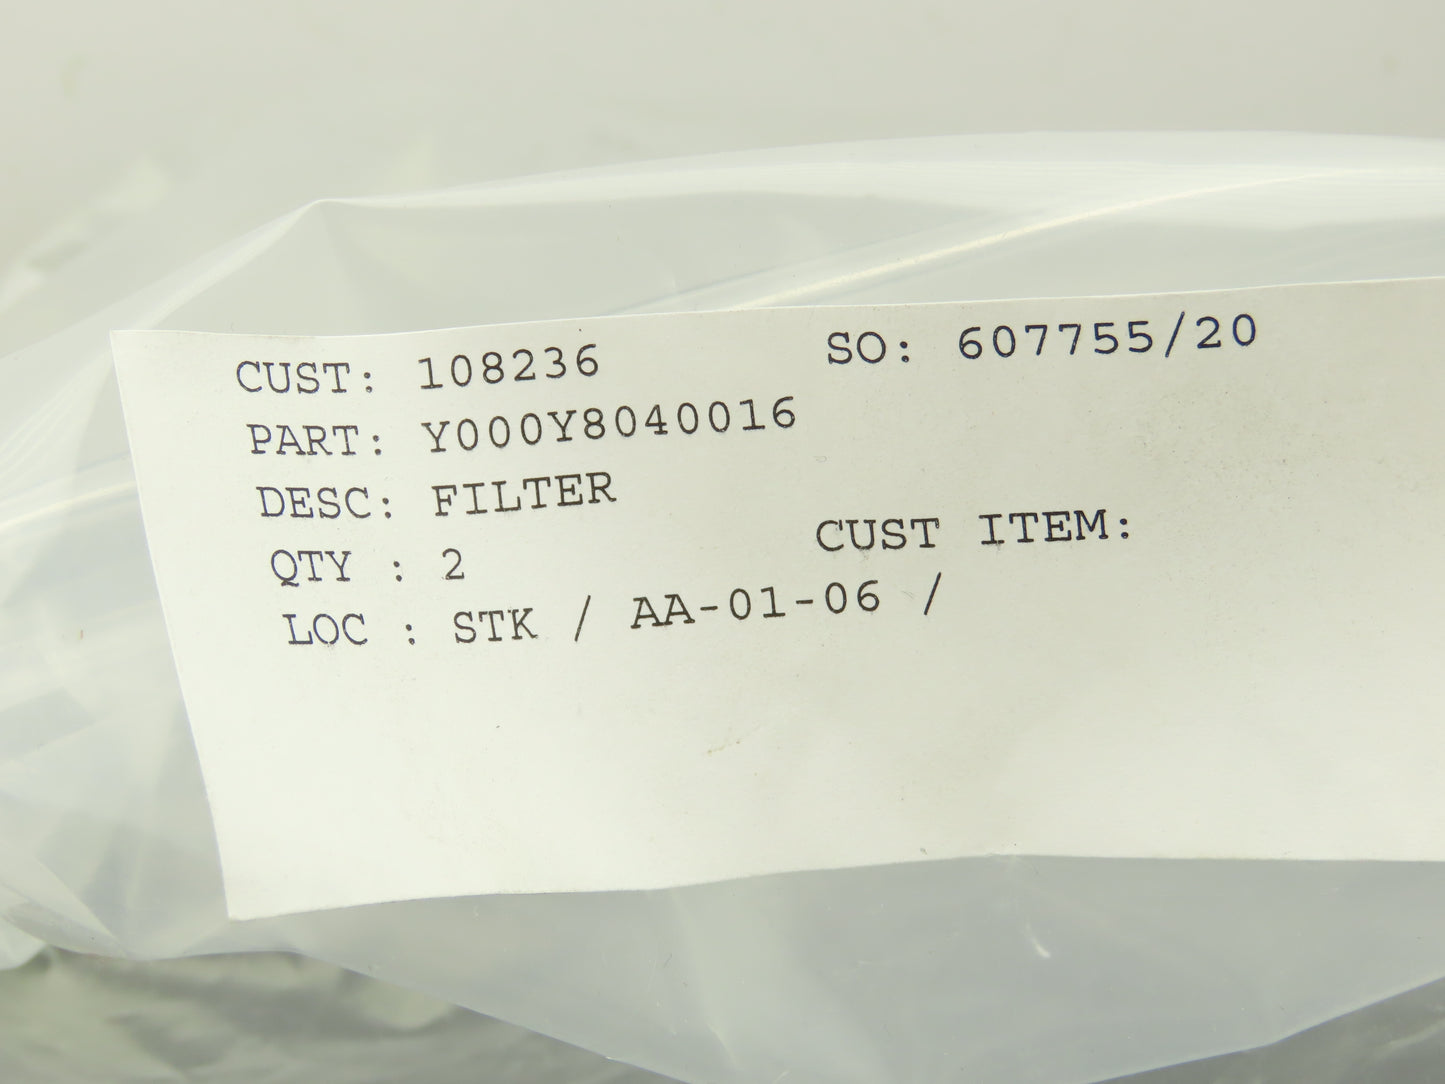 CUST: 108236 SO: 607755/20
PART: Y000Y8040016
DESC: FILTER
QTY : 2 CUST ITEM:
LOC : STK / AA-01-06 /